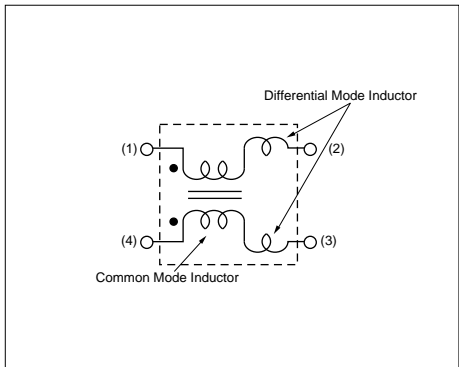 Differential Mode Inductor
(1) (2)
(4) (3)
Common Mode Inductor